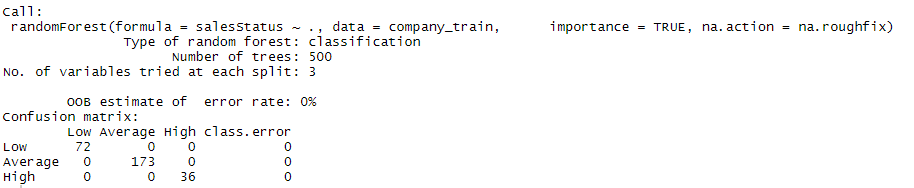 Call:
randomForest(formula = salesStatus ~ ., data = company_train, importance = TRUE, na.action = na.roughfix)
Type of random forest: classification
Number of trees: 500
No. of variables tried at each split: 3
OOB estimate of error rate: 0%
Confusion matrix:
Low Average High class.error
Low 72 0 0 0
Average 0 173 0 0
High 0 0 36 0